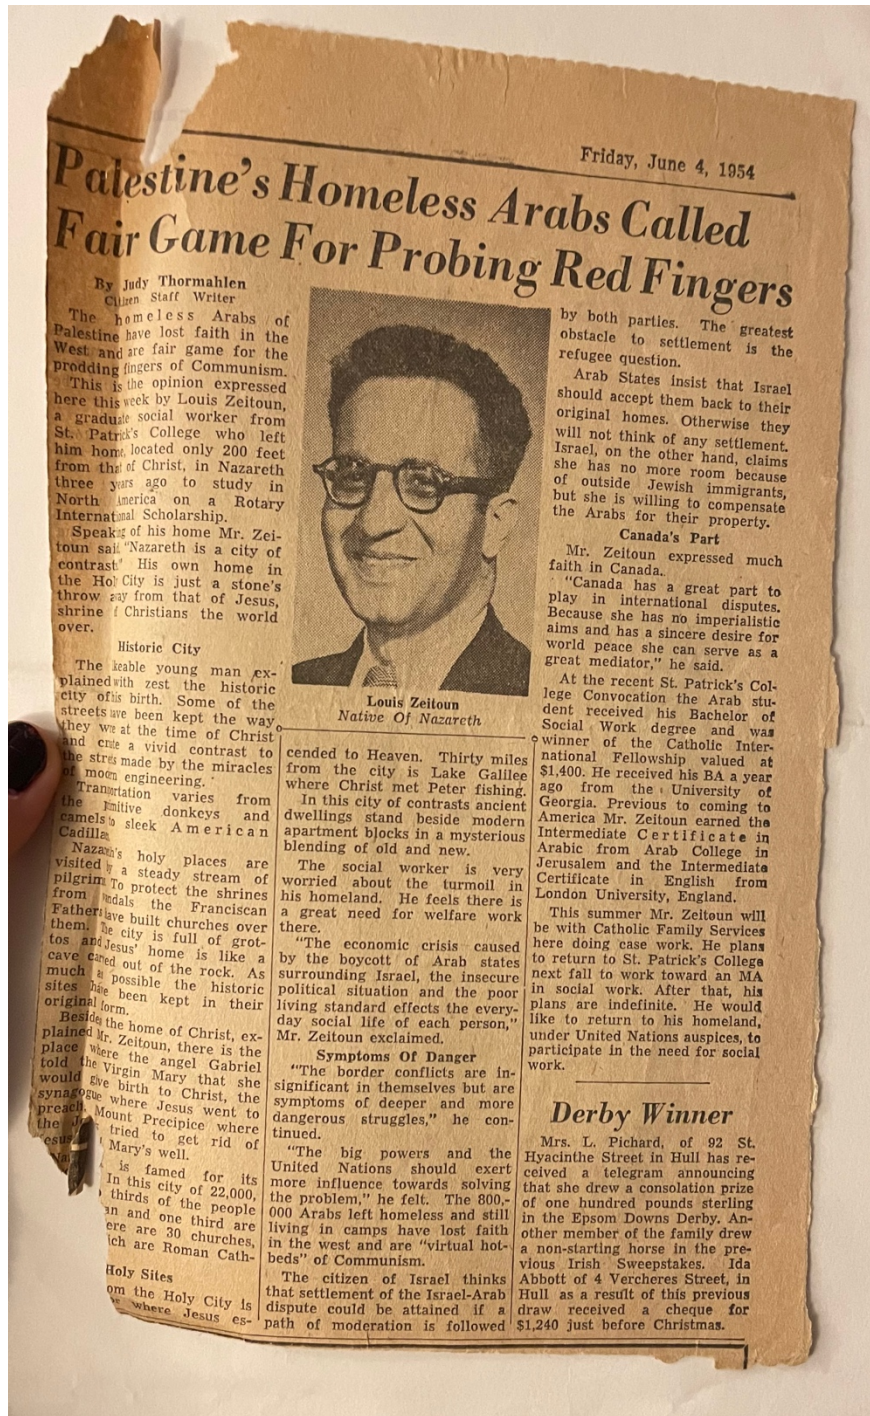 Friday, June 4, 1954
Palestine's Homeless Arabs Called
Fair Game For Probing Red Fingers
By Judy Thormahlen
Citizen Staff Writer
The homeless Arabs of
Palestine have lost faith in the
West and are fair game for the
prodding fingers of Communism.
This is the opinion expressed
here this week by Louis Zeitoun,
a graduate social worker from
St. Patrick's College who left
him home, located only 200 feet
from that of Christ, in Nazareth
three years ago to study in
North America on a Rotary
International Scholarship.
Speaking of his home Mr. Zei-
toun said "Nazareth is a city of
contrast." His own home in
the Holy City is just a stone's
throw away from that of Jesus,
shrine of Christians the world
over.
Historic City
The likeable young man ex-
plained with zest the historic
city of his birth. Some of the
streets have been kept the way
they were at the time of Christ
and create a vivid contrast to
the streets made by the miracles
of modern engineering.
Transportation varies from
the primitive donkeys and
camels to sleek American
Cadillac
Nazareth's holy places are
visited by a steady stream of
pilgrims To protect the shrines
from vandals the Franciscan
Fathers have built churches over
them. The city is full of grot-
tos and Jesus' home is like a
cave carved out of the rock. As
much as possible the historic
sites have been kept in their
original form.
Besides the home of Christ, ex-
plained Mr. Zeitoun, there is the
place where the angel Gabriel
told the Virgin Mary that she
would give birth to Christ, the
synagogue where Jesus went to
preach, Mount Precipice where
the tried to get rid of
Jesus Mary's well.
is famed for its
In this city of 22,000,
thirds of the people
an and one third are
ere are 30 churches,
ich are Roman Cath-
Holy Sites
om the Holy City is
where Jesus es-
Louis Zeitoun
Native Of Nazareth
cended to Heaven. Thirty miles
from the city is Lake Galilee
where Christ met Peter fishing.
In this city of contrasts ancient
dwellings stand beside modern
apartment blocks in a mysterious
blending of old and new.
The social worker is very
worried about the turmoil in
his homeland. He feels there is
a great need for welfare work
there.
"The economic crisis caused
by the boycott of Arab states
surrounding Israel, the insecure
political situation and the poor
living standard effects the every-
day social life of each person,"
Mr. Zeitoun exclaimed.
Symptoms Of Danger
"The border conflicts are in-
significant in themselves but are
symptoms of deeper and more
dangerous struggles," he con-
tinued.
"The big powers and the
United Nations should exert
more influence towards solving
the problem," he felt. The 800,-
000 Arabs left homeless and still
living in camps have lost faith
in the west and are "virtual hot-
beds" of Communism.
The citizen of Israel thinks
that settlement of the Israel-Arab
dispute could be attained if a
path of moderation is followed
by both parties. The greatest
obstacle to settlement is the
refugee question.
Arab States insist that Israel
should accept them back to their
original homes. Otherwise they
will not think of any settlement.
Israel, on the other hand, claims
she has no more room because
of outside Jewish immigrants,
but she is willing to compensate
the Arabs for their property.
Canada's Part
Mr. Zeitoun expressed much
faith in Canada.
"Canada has a great part to
play in international disputes.
Because she has no imperialistic
aims and has a sincere desire for
world peace she can serve as a
great mediator," he said.
At the recent St. Patrick's Col-
lege Convocation the Arab stu-
dent received his Bachelor of
Social Work degree and was
winner of the Catholic Inter-
national Fellowship valued at
$1,400. He received his BA a year
ago from the University of
Georgia. Previous to coming to
America Mr. Zeitoun earned the
Intermediate Certificate in
Arabic from Arab College in
Jerusalem and the Intermediate
Certificate in English from
London University, England.
This summer Mr. Zeitoun will
be with Catholic Family Services
here doing case work. He plans
to return to St. Patrick's College
next fall to work toward an MA
in social work. After that, his
plans are indefinite. He would
like to return to his homeland,
under United Nations auspices, to
participate in the need for social
work.
Derby Winner
Mrs. L. Pichard, of 92 St.
Hyacinthe Street in Hull has re-
ceived a telegram announcing
that she drew a consolation prize
of one hundred pounds sterling
in the Epsom Downs Derby. An-
other member of the family drew
a non-starting horse in the pre-
vious Irish Sweepstakes. Ida
Abbott of 4 Vercheres Street, in
Hull as a result of this previous
draw received a cheque for
$1,240 just before Christmas.